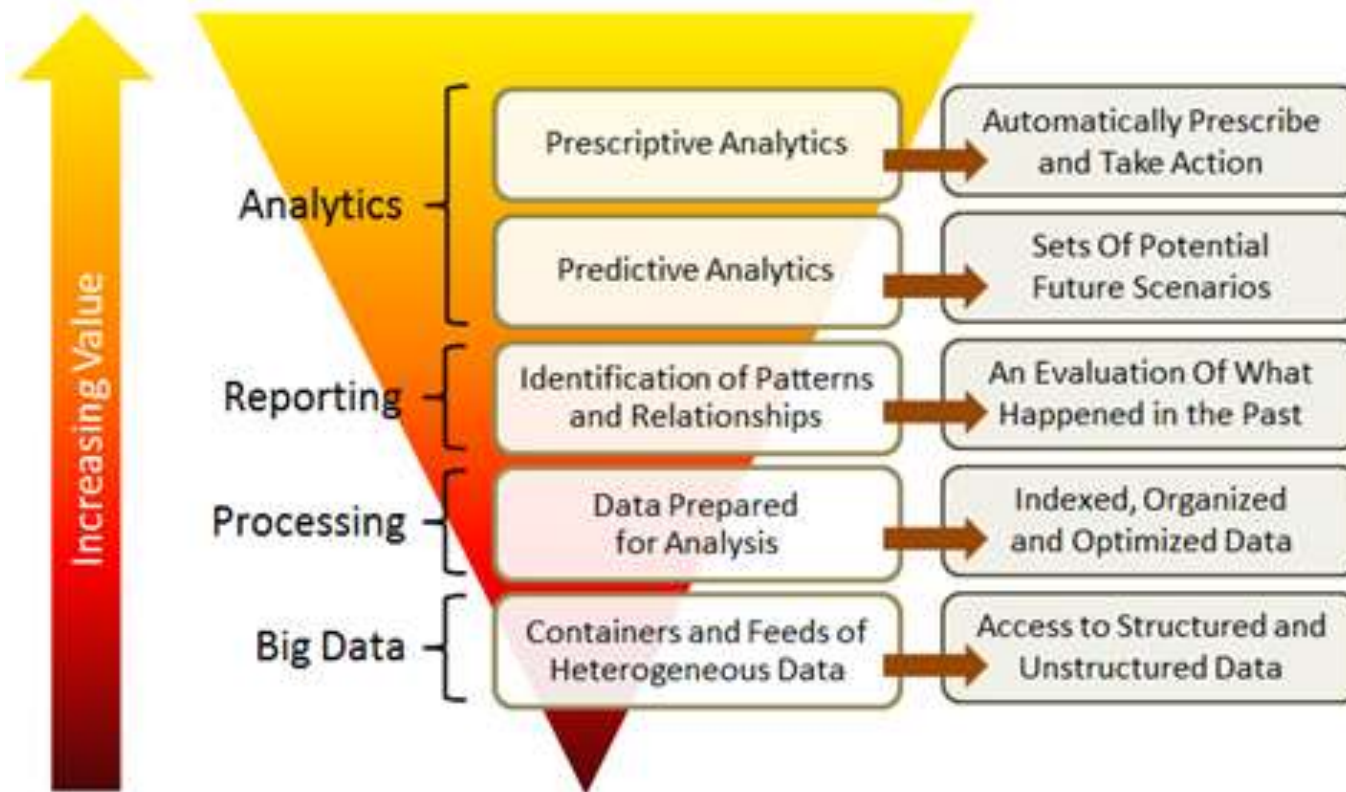 Increasing Value
Analytics
Prescriptive Analytics
Automatically Prescribe
and Take Action
Predictive Analytics
Sets Of Potential
Future Scenarios
Reporting
Identification of Patterns
and Relationships
An Evaluation Of What
Happened in the Past
Processing
Data Prepared
for Analysis
Indexed, Organized
and Optimized Data
Big Data
Containers and Feeds of
Heterogeneous Data
Access to Structured and
Unstructured Data